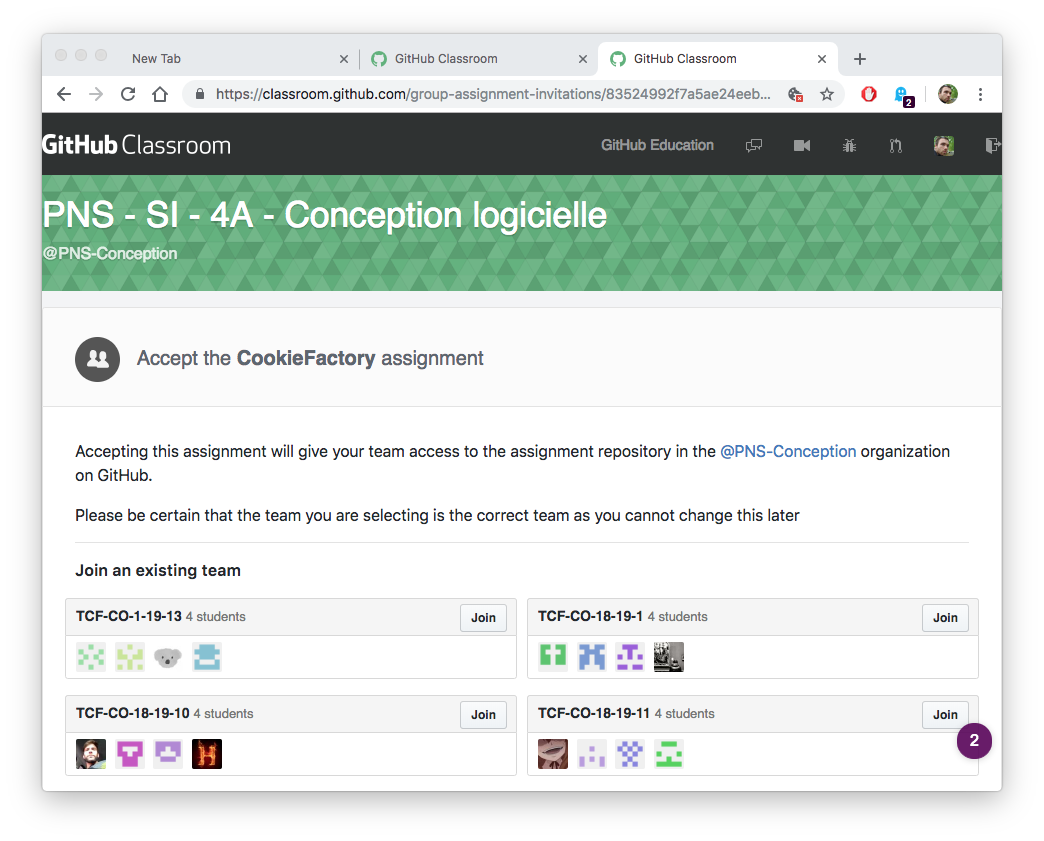 New Tab
GitHub Classroom
GitHub Classroom
https://classroom.github.com/group-assignment-invitations/83524992f7a5ae24eeb...
2
GitHub Classroom
GitHub Education
PNS - SI - 4A - Conception logicielle
@PNS-Conception
Accept the CookieFactory assignment
Accepting this assignment will give your team access to the assignment repository in the @PNS-Conception organization
on GitHub.
Please be certain that the team you are selecting is the correct team as you cannot change this later
Join an existing team
TCF-CO-1-19-13 4 students
Join
TCF-CO-18-19-1 4 students
Join
TCF-CO-18-19-10 4 students
Join
TCF-CO-18-19-11 4 students
Join
H
2